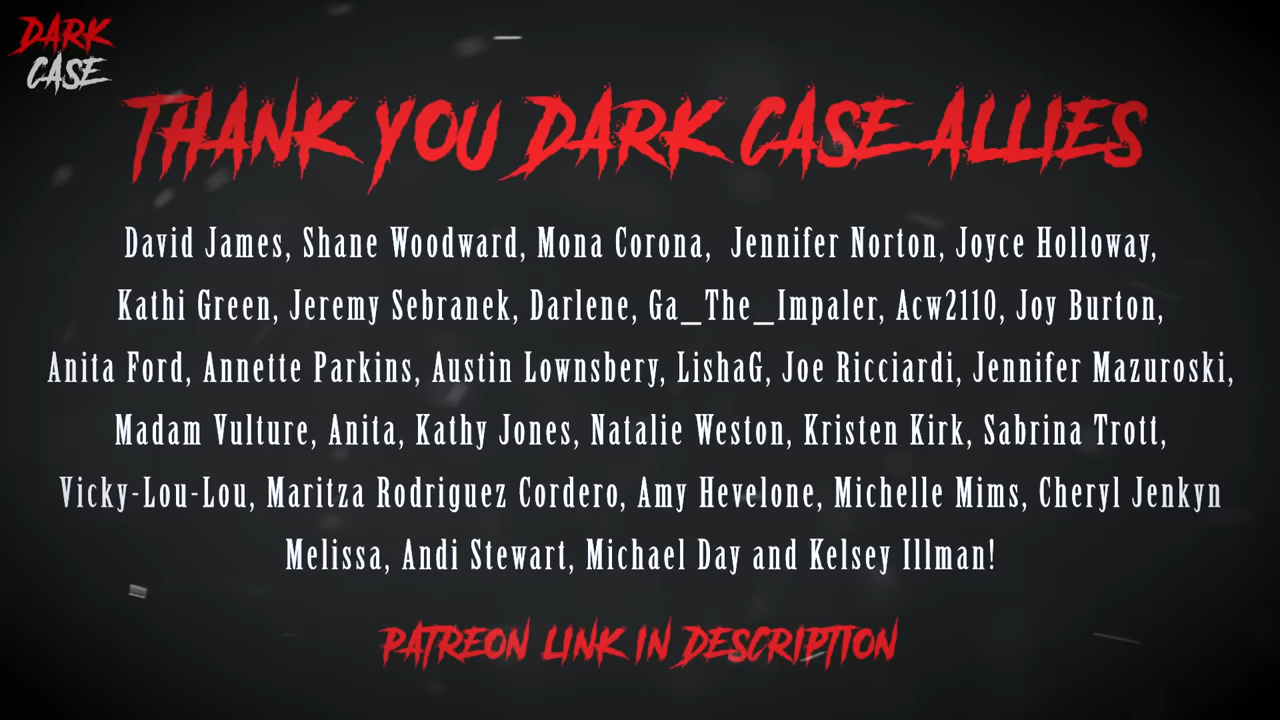 DARK
CASE
THANK YOU DARK CASE ALLIES
David James, Shane Woodward, Mona Corona, Jennifer Norton, Joyce Holloway,
Kathi Green, Jeremy Sebranek, Darlene, Ga_The_Impaler, Acw2110, Joy Burton,
Anita Ford, Annette Parkins, Austin Lownsbery, LishaG, Joe Ricciardi, Jennifer Mazuroski,
Madam Vulture, Anita, Kathy Jones, Natalie Weston, Kristen Kirk, Sabrina Trott,
Vicky-Lou-Lou, Maritza Rodriguez Cordero, Amy Hevelone, Michelle Mims, Cheryl Jenkyn
Melissa, Andi Stewart, Michael Day and Kelsey Illman!
PATREON LINK IN DESCRIPTION